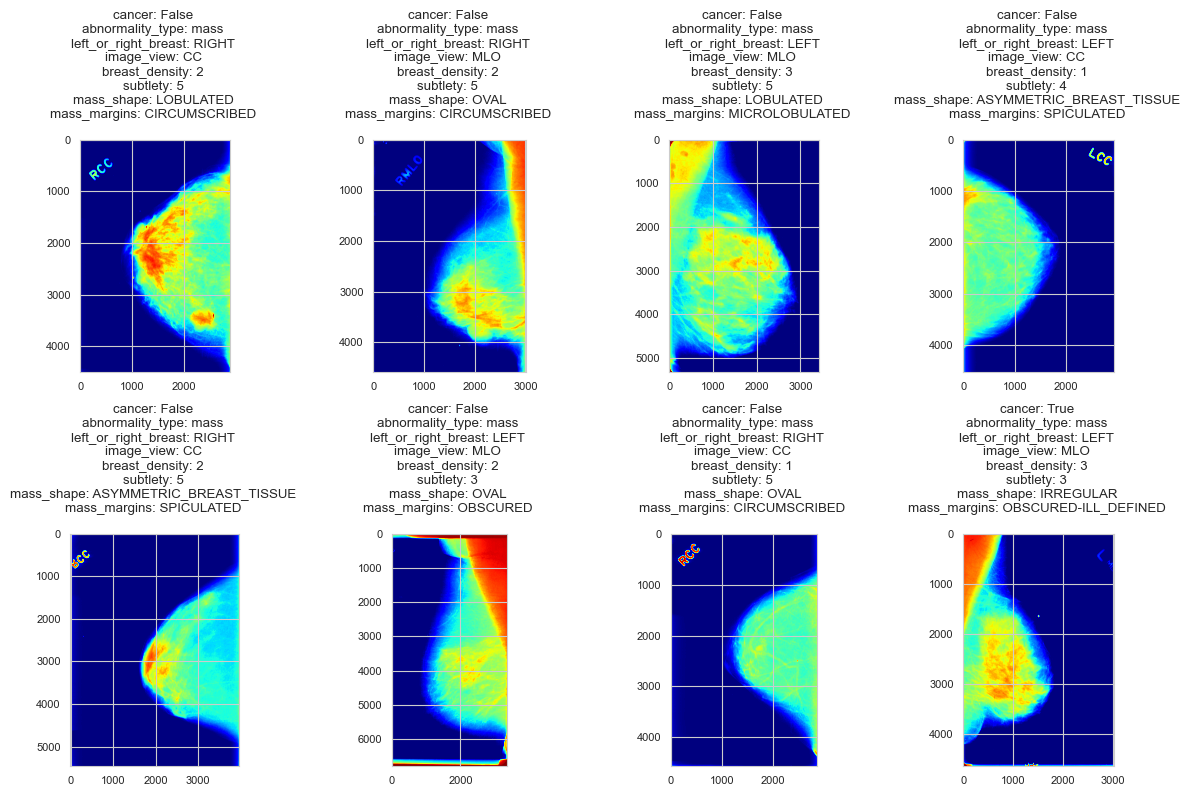 cancer: False
abnormality_type: mass
left_or_right_breast: RIGHT
image_view: CC
breast_density: 2
subtlety: 5
mass_shape: LOBULATED
mass_margins: CIRCUMSCRIBED
0
1000
2000
3000
4000
RCC
0
1000
2000
cancer: False
abnormality_type: mass
left_or_right_breast: RIGHT
image_view: MLO
breast_density: 2
subtlety: 5
mass_shape: OVAL
mass_margins: CIRCUMSCRIBED
0
1000
2000
3000
4000
RMLO
0
1000
2000
3000
cancer: False
abnormality_type: mass
left_or_right_breast: LEFT
image_view: MLO
breast_density: 3
subtlety: 5
mass_shape: LOBULATED
mass_margins: MICROLOBULATED
0
1000
2000
3000
4000
5000
0
1000
2000
3000
cancer: False
abnormality_type: mass
left_or_right_breast: LEFT
image_view: CC
breast_density: 1
subtlety: 4
mass_shape: ASYMMETRIC_BREAST_TISSUE
mass_margins: SPICULATED
0
1000
2000
3000
4000
LCC
0
2000
cancer: False
abnormality_type: mass
left_or_right_breast: RIGHT
image_view: CC
breast_density: 2
subtlety: 5
mass_shape: ASYMMETRIC_BREAST_TISSUE
mass_margins: SPICULATED
0
1000
2000
3000
4000
5000
0
1000
2000
3000
cancer: False
abnormality_type: mass
left_or_right_breast: LEFT
image_view: MLO
breast_density: 2
subtlety: 3
mass_shape: OVAL
mass_margins: OBSCURED
0
1000
2000
3000
4000
5000
6000
0
2000
cancer: False
abnormality_type: mass
left_or_right_breast: RIGHT
image_view: CC
breast_density: 1
subtlety: 5
mass_shape: OVAL
mass_margins: CIRCUMSCRIBED
0
1000
2000
3000
4000
RCC
0
1000
2000
cancer: True
abnormality_type: mass
left_or_right_breast: LEFT
image_view: MLO
breast_density: 3
subtlety: 3
mass_shape: IRREGULAR
mass_margins: OBSCURED-ILL_DEFINED
0
1000
2000
3000
4000
0
1000
2000
3000